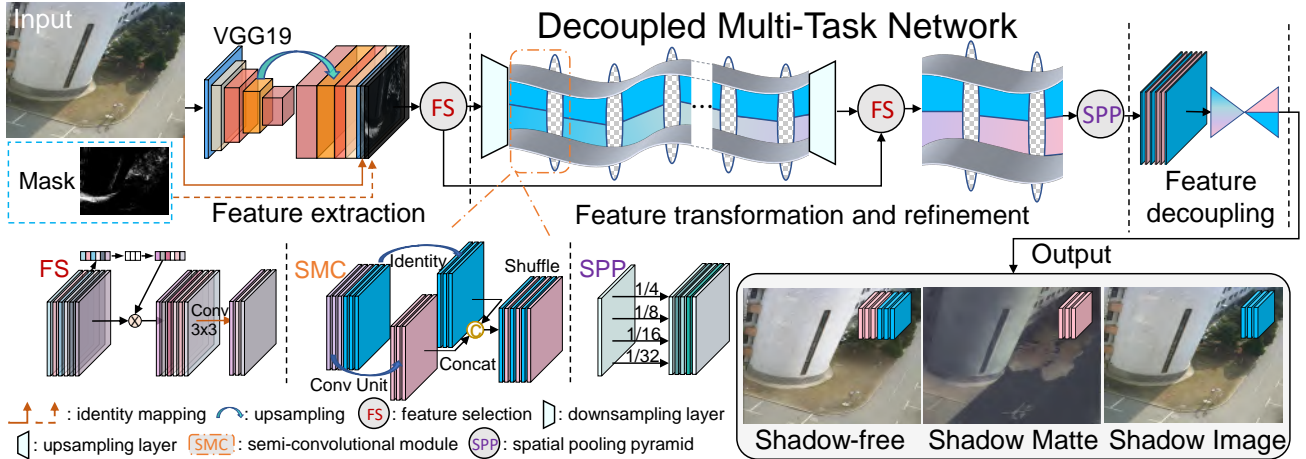 Input
VGG19
Decoupled Multi-Task Network
FS
...
FS
SPP
Mask
Feature extraction
Feature transformation and refinement
Feature decoupling
Output
FS
Conv
3x3
SMC
Identity
Shuffle
C
Concat
Conv Unit
SPP
1/4
1/8
1/16
1/32
Shadow-free
Shadow Matte
Shadow Image
: identity mapping
: upsampling
FS : feature selection
: downsampling layer
: upsampling layer
SMC : semi-convolutional module
SPP : spatial pooling pyramid